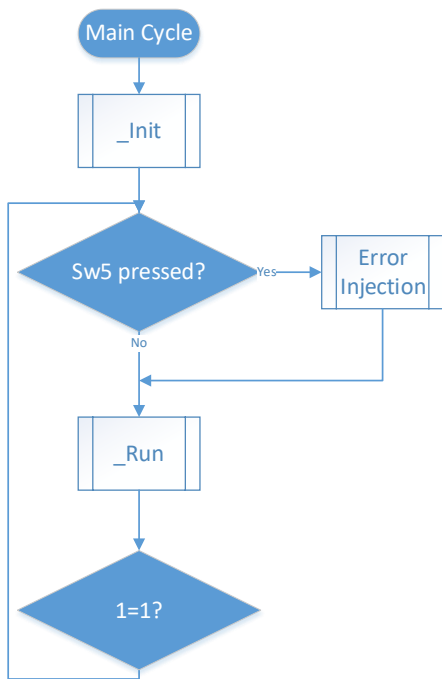 Main Cycle
_Init
Sw5 pressed?
Yes
Error
Injection
No
_Run
1=1?